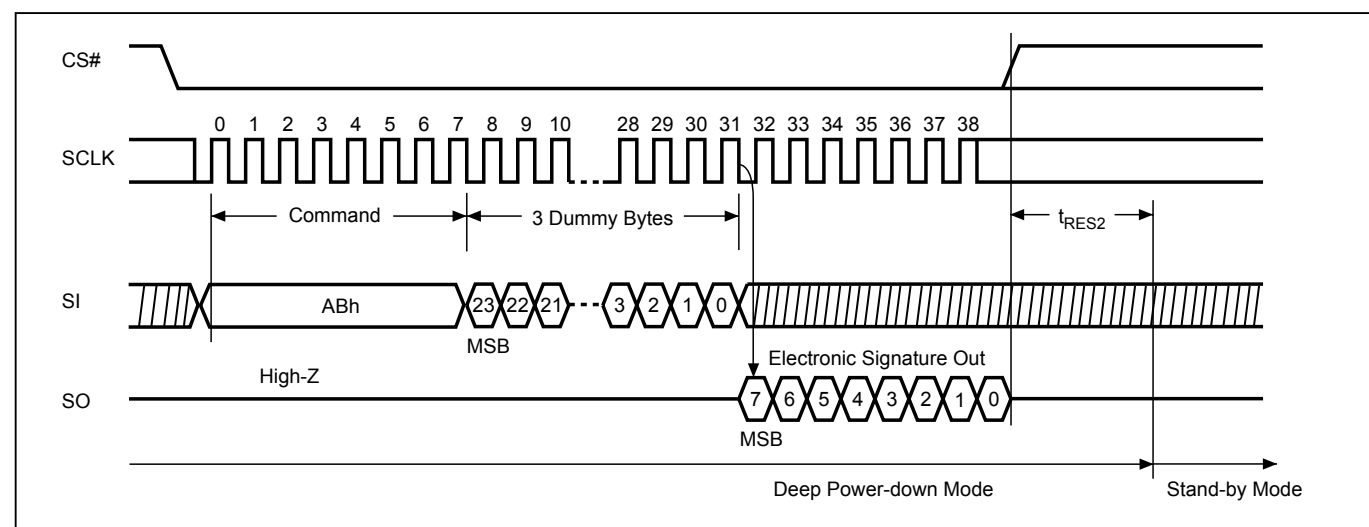 CS#
0 1 2 3 4 5 6 7 8 9 10 28 29 30 31 32 33 34 35 36 37 38
SCLK
Command 3 Dummy Bytes tRES2
SI ABh 23 22 21 3 2 1 0
MSB
Electronic Signature Out
High-Z
SO 7 6 5 4 3 2 1 0
MSB
Deep Power-down Mode Stand-by Mode